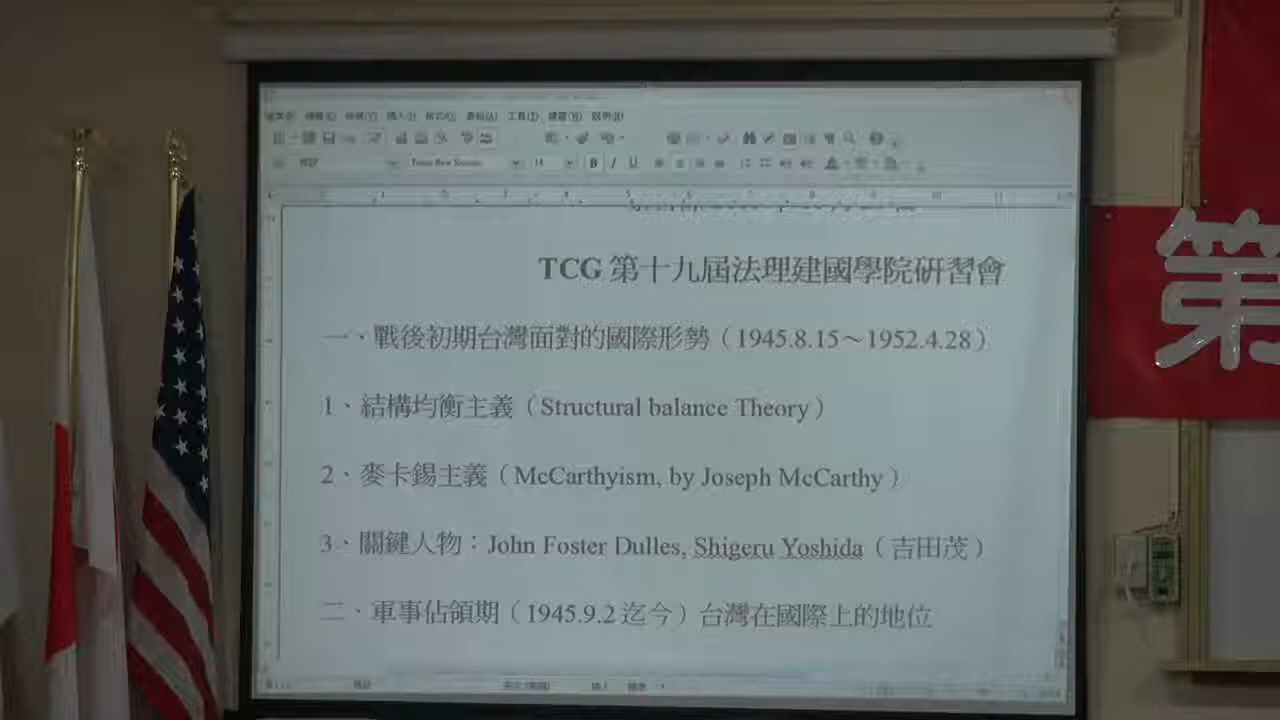 TCG 第十九屆法理建國學院研習會
一、戰後初期台灣面對的國際形勢（1945.8.15～1952.4.28）
1、結構均衡主義（Structural balance Theory）
2、麥卡錫主義（McCarthyism, by Joseph McCarthy）
3、關鍵人物：John Foster Dulles, Shigeru Yoshida（吉田茂）
二、軍事佔領期（1945.9.2 迄今）台灣在國際上的地位
第